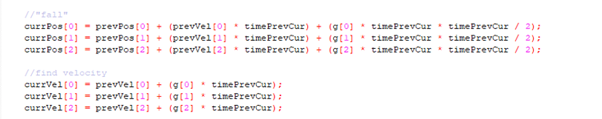 //"fall"
currPos[0] = prevPos[0] + (prevVel[0] * timePrevCur) + (g[0] * timePrevCur * timePrevCur / 2);
currPos[1] = prevPos[1] + (prevVel[1] * timePrevCur) + (g[1] * timePrevCur * timePrevCur / 2);
currPos[2] = prevPos[2] + (prevVel[2] * timePrevCur) + (g[2] * timePrevCur * timePrevCur / 2);
//find velocity
currVel[0] = prevVel[0] + (g[0] * timePrevCur);
currVel[1] = prevVel[1] + (g[1] * timePrevCur);
currVel[2] = prevVel[2] + (g[2] * timePrevCur);